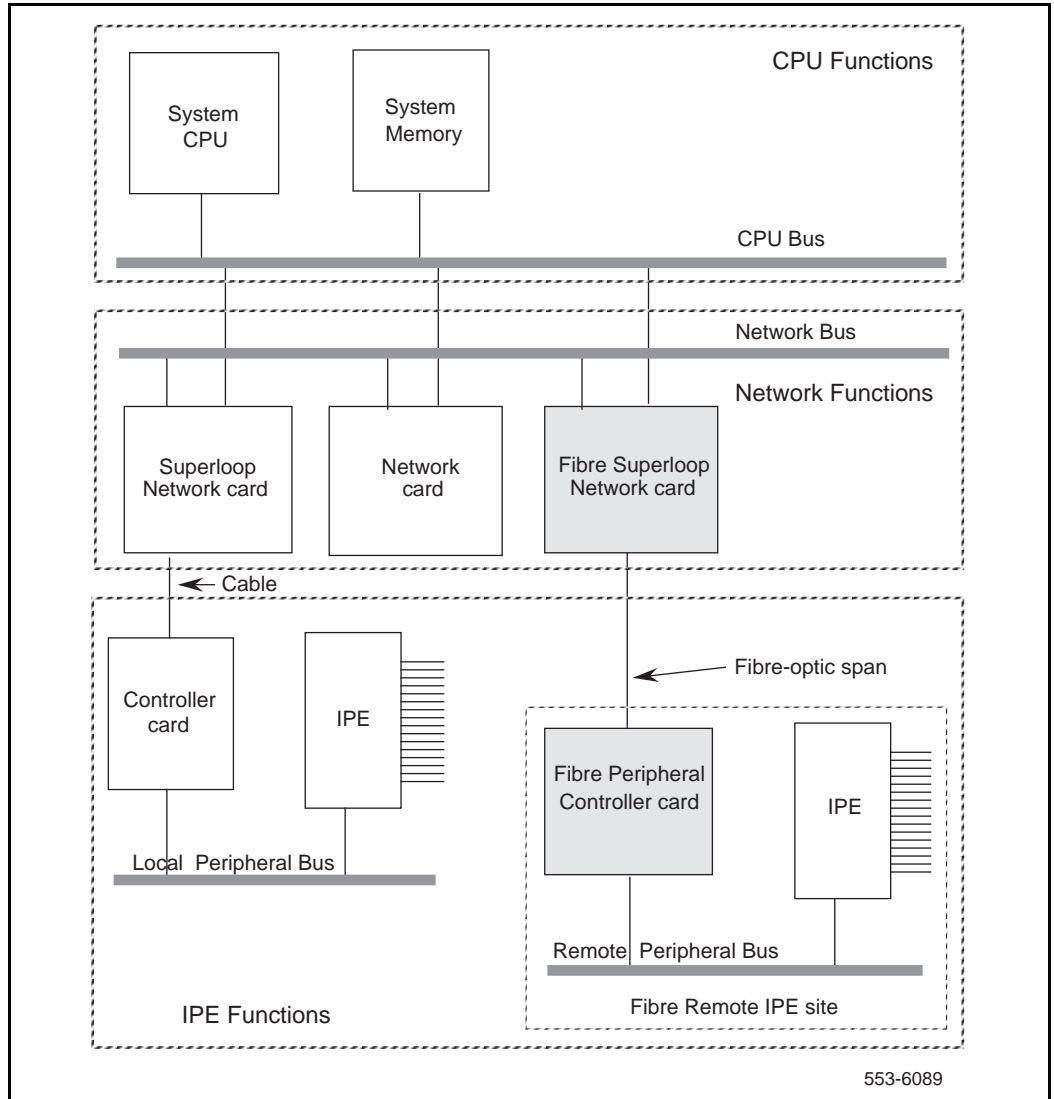 CPU Functions
System
CPU
System
Memory
CPU Bus
Network Bus
Network Functions
Superloop
Network card
Network
card
Fibre Superloop
Network card
Cable
Fibre-optic span
Controller
card
IPE
Fibre Peripheral
Controller card
IPE
Local Peripheral Bus
Remote Peripheral Bus
IPE Functions
Fibre Remote IPE site
553-6089